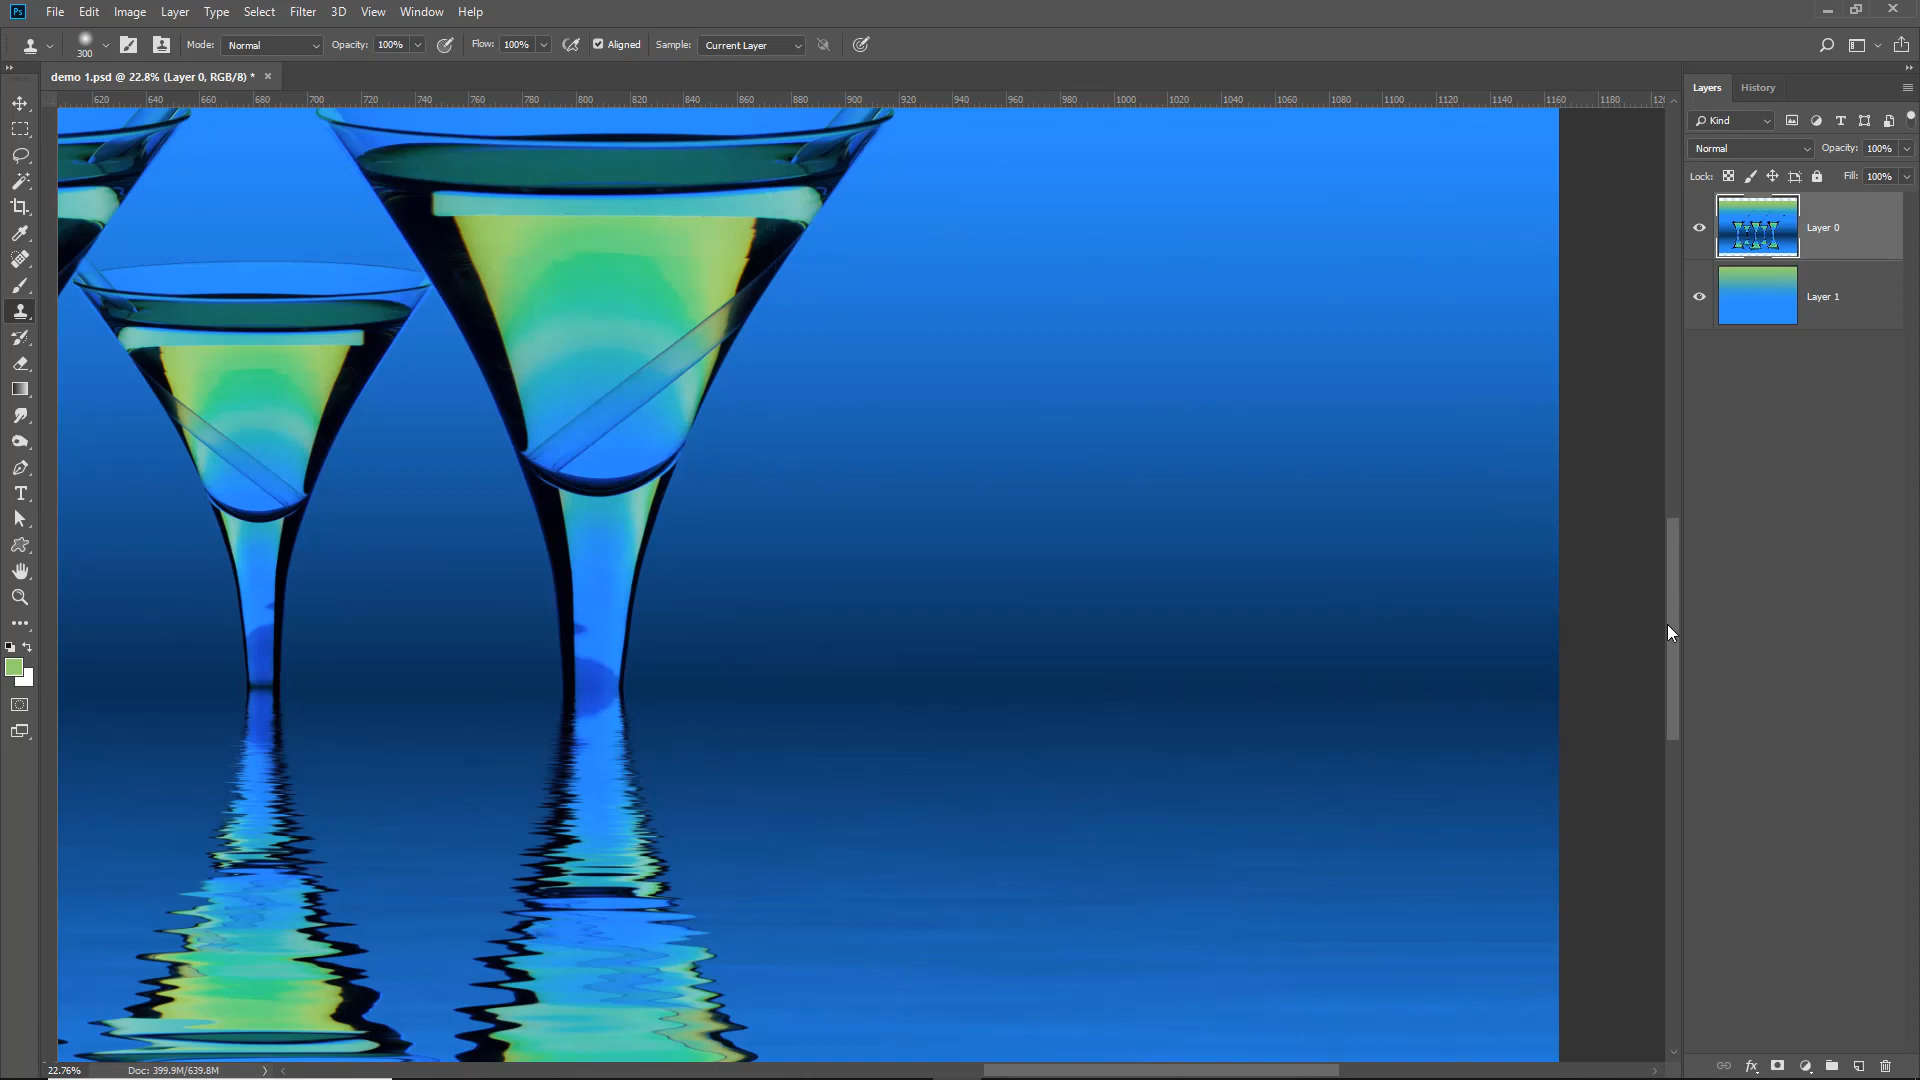 Ps File Edit Image Layer Type Select Filter 3D View Window Help
300 Mode: Normal Opacity: 100% Flow: 100% Aligned Sample: Current Layer
demo 1.psd @ 22.8% (Layer 0, RGB/8) *
620 640 660 680 700 720 740 760 780 800 820 840 860 880 900 920 940 960 980 1000 1020 1040 1060 1080 1100 1120 1140 1160 1180
Layers History
Kind
Normal Opacity: 100%
Lock: Fill: 100%
Layer 0
Layer 1
22.76% Doc: 399.9M/639.8M